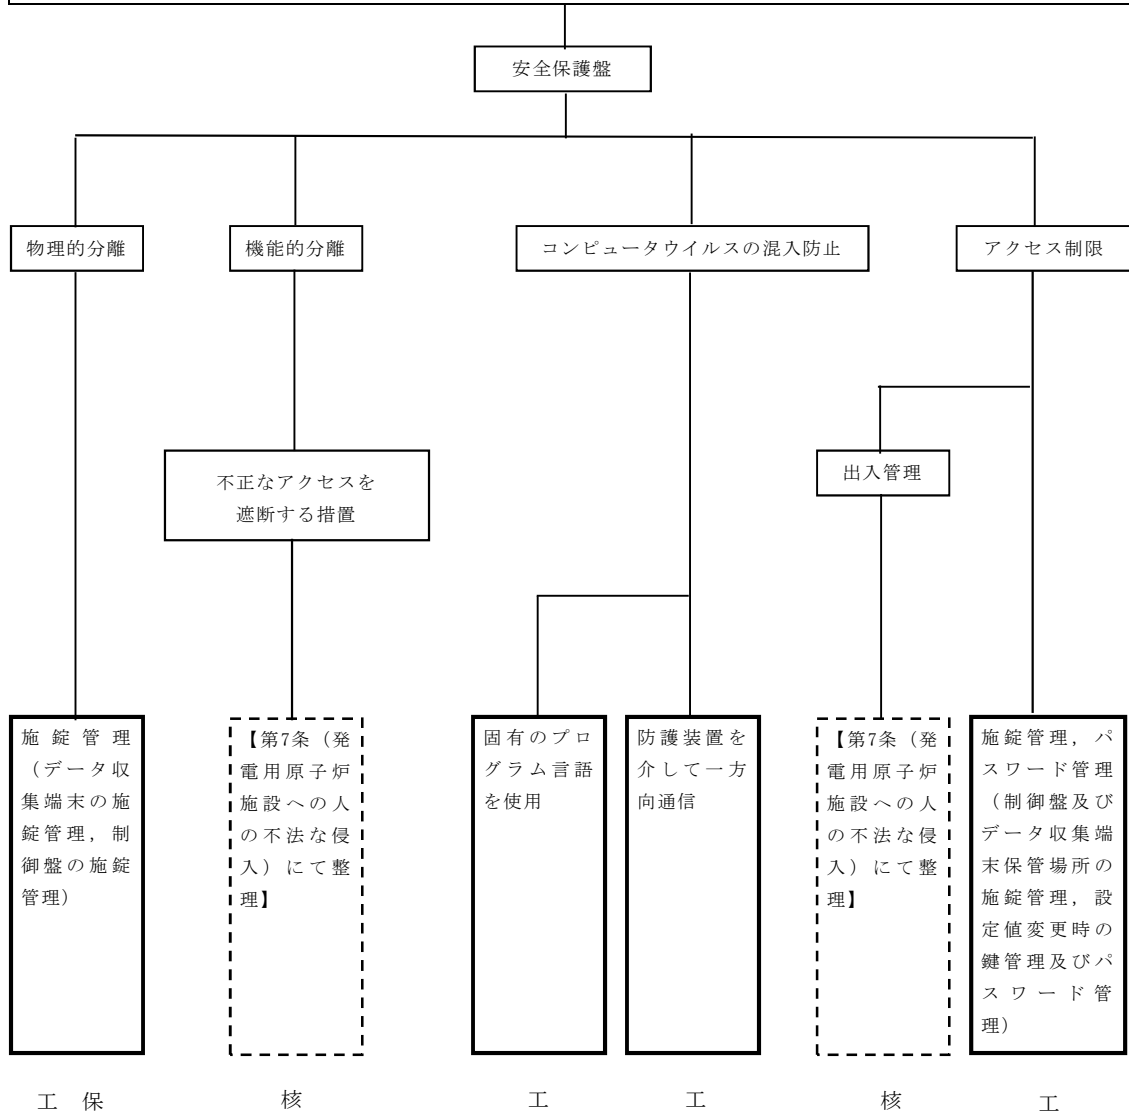 安全保護盤
物理的分離
機能的分離
コンピュータウイルスの混入防止
アクセス制限
不正なアクセスを
遮断する措置
出入管理
施錠管理
（データ収
集端末の施
錠管理，制
御盤の施錠
管理）
【第7条（発
電用原子炉
施設への人
の不法な侵
入）にて整
理】
固有のプロ
グラム言語
を使用
防護装置を
介して一方
向通信
【第7条（発
電用原子炉
施設への人
の不法な侵
入）にて整
理】
施錠管理，パ
スワード管理
（制御盤及び
データ収集端
末保管場所の
施錠管理，設
定値変更時の
鍵管理及びパ
スワード管
理）
工 保
核
工
工
核
工